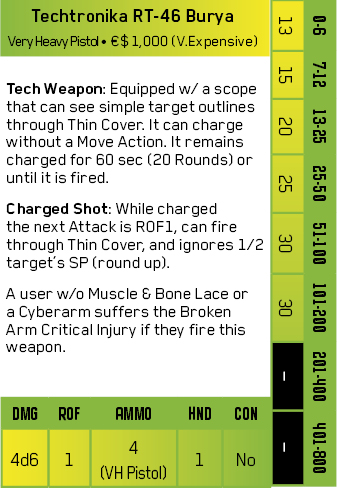 Techtronika RT-46 Burya
Very Heavy Pistol • €$ 1,000 (V.Expensive)
Tech Weapon: Equipped w/ a scope
that can see simple target outlines
through Thin Cover. It can charge
without a Move Action. It remains
charged for 60 sec (20 Rounds) or
until it is fired.
Charged Shot: While charged
the next Attack is ROF1, can fire
through Thin Cover, and ignores 1/2
target's SP (round up).
A user w/o Muscle & Bone Lace or
a Cyberarm suffers the Broken
Arm Critical Injury if they fire this
weapon.
DMG ROF AMMO HND CON
4d6 1 4 (VH Pistol) 1 No
13 0-6
15 7-12
20 13-25
25 25-50
30 51-100
30 101-200
– 201-400
– 401-800